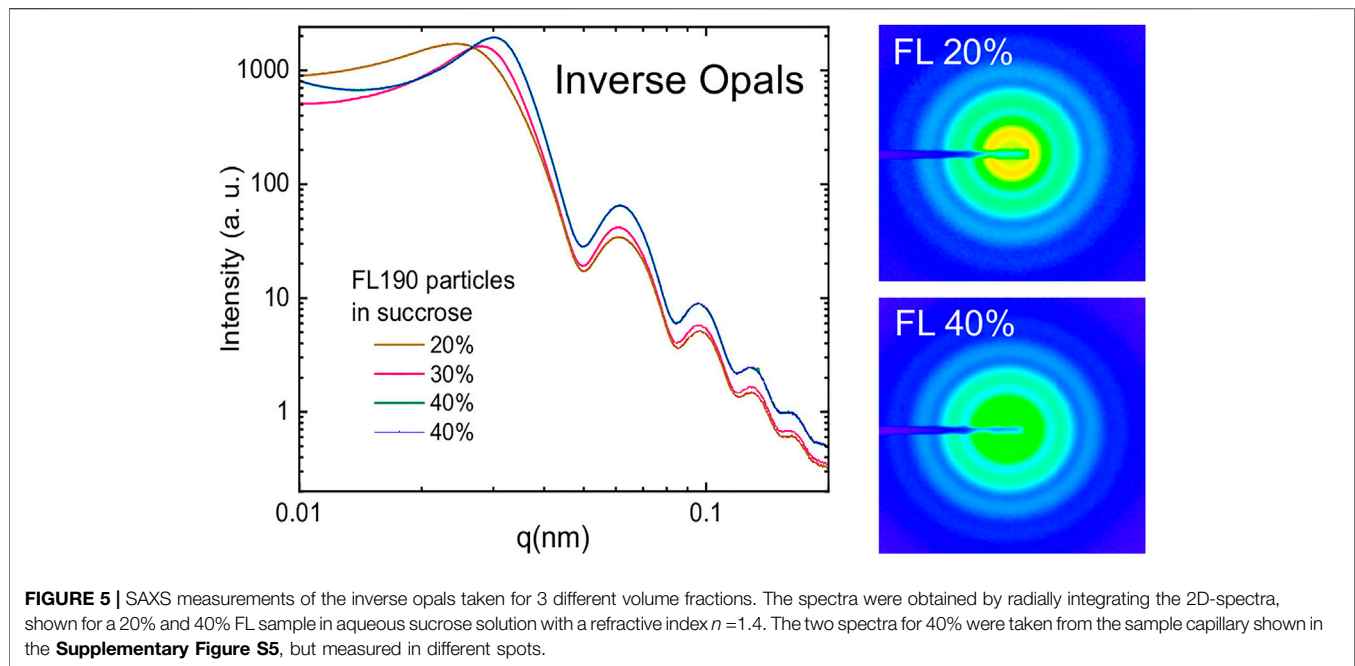 Inverse Opals
1000
100
10
1
Intensity (a. u.)
FL190 particles
in succrose
20%
30%
40%
40%
0.01
0.1
q(nm)
FL 20%
FL 40%
FIGURE 5 | SAXS measurements of the inverse opals taken for 3 different volume fractions. The spectra were obtained by radially integrating the 2D-spectra,
shown for a 20% and 40% FL sample in aqueous sucrose solution with a refractive index n =1.4. The two spectra for 40% were taken from the sample capillary shown in
the Supplementary Figure S5, but measured in different spots.